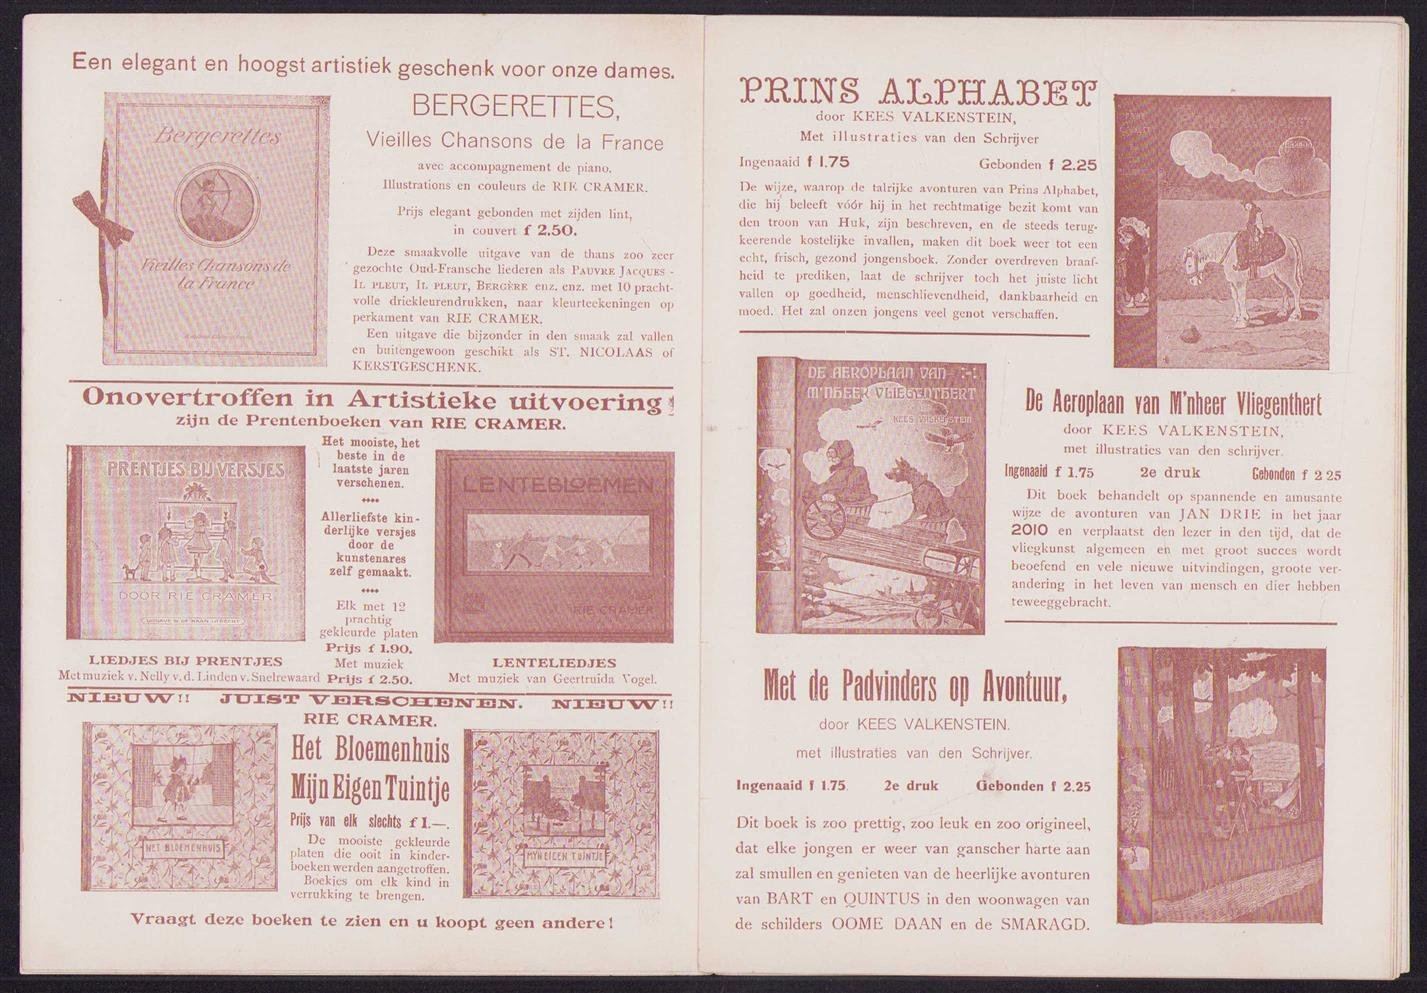 Een elegant en hoogst artistiek geschenk voor onze dames.
Bergerettes
Vieilles Chansons de
la France
BERGERETTES,
Vieilles Chansons de la France
avec accompagnement de piano.
Illustrations en couleurs de RIE CRAMER.
Prijs elegant gebonden met zijden lint,
in couvert f 2.50.
Deze smaakvolle uitgave van de thans zoo zeer
gezochte Oud-Fransche liederen als PAUVRE JACQUES -
IL PLEUT, IL PLEUT, BERGÈRE enz. enz. met 10 pracht-
volle driekleurendrukken, naar kleurteekeningen op
perkament van RIE CRAMER.
Een uitgave die bijzonder in den smaak zal vallen
en buitengewoon geschikt als ST. NICOLAAS of
KERSTGESCHENK.
Onovertroffen in Artistieke uitvoering!
zijn de Prentenboeken van RIE CRAMER.
PRENTJES BIJ VERSJES
DOOR RIE CRAMER
UITGAVE W. DE HAAN UTRECHT
Het mooiste, het
beste in de
laatste jaren
verschenen.
Allerliefste kin-
derlijke versjes
door de
kunstenares
zelf gemaakt.
Elk met 12
prachtig
gekleurde platen
Prijs f 1.90.
Met muziek
Prijs f 2.50.
LENTEBLOEMEN
DOOR
RIE CRAMER
LIEDJES BIJ PRENTJES
Met muziek v. Nelly v. d. Linden v. Snelrewaard
LENTELIEDJES
Met muziek van Geertruida Vogel.
NIEUW!! JUIST VERSCHENEN. NIEUW!!
RIE CRAMER.
HET BLOEMENHUIS
Het Bloemenhuis
Mijn Eigen Tuintje
Prijs van elk slechts f 1.—.
De mooiste gekleurde
platen die ooit in kinder-
boeken werden aangetroffen.
Boekjes om elk kind in
verrukking te brengen.
MYN EIGEN TUINTJE
Vraagt deze boeken te zien en u koopt geen andere!
PRINS ALPHABET
door KEES VALKENSTEIN,
Met illustraties van den Schrijver
Ingenaaid f 1.75 Gebonden f 2.25
De wijze, waarop de talrijke avonturen van Prins Alphabet,
die hij beleeft vóór hij in het rechtmatige bezit komt van
den troon van Huk, zijn beschreven, en de steeds terug-
keerende kostelijke invallen, maken dit boek weer tot een
echt, frisch, gezond jongensboek. Zonder overdreven braaf-
heid te prediken, laat de schrijver toch het juiste licht
vallen op goedheid, menschlievendheid, dankbaarheid en
moed. Het zal onzen jongens veel genot verschaffen.
DE AEROPLAAN VAN
M'NHEER VLIEGENTHERT
KEES VALKENSTEIN
De Aeroplaan van M'nheer Vliegenthert
door KEES VALKENSTEIN,
met illustraties van den schrijver.
Ingenaaid f 1.75 2e druk Gebonden f 2 25
Dit boek behandelt op spannende en amusante
wijze de avonturen van JAN DRIE in het jaar
2010 en verplaatst den lezer in den tijd, dat de
vliegkunst algemeen en met groot succes wordt
beoefend en vele nieuwe uitvindingen, groote ver-
andering in het leven van mensch en dier hebben
teweeggebracht.
Met de Padvinders op Avontuur,
door KEES VALKENSTEIN.
met illustraties van den Schrijver.
Ingenaaid f 1.75. 2e druk Gebonden f 2.25
Dit boek is zoo prettig, zoo leuk en zoo origineel,
dat elke jongen er weer van ganscher harte aan
zal smullen en genieten van de heerlijke avonturen
van BART en QUINTUS in den woonwagen van
de schilders OOME DAAN en de SMARAGD.